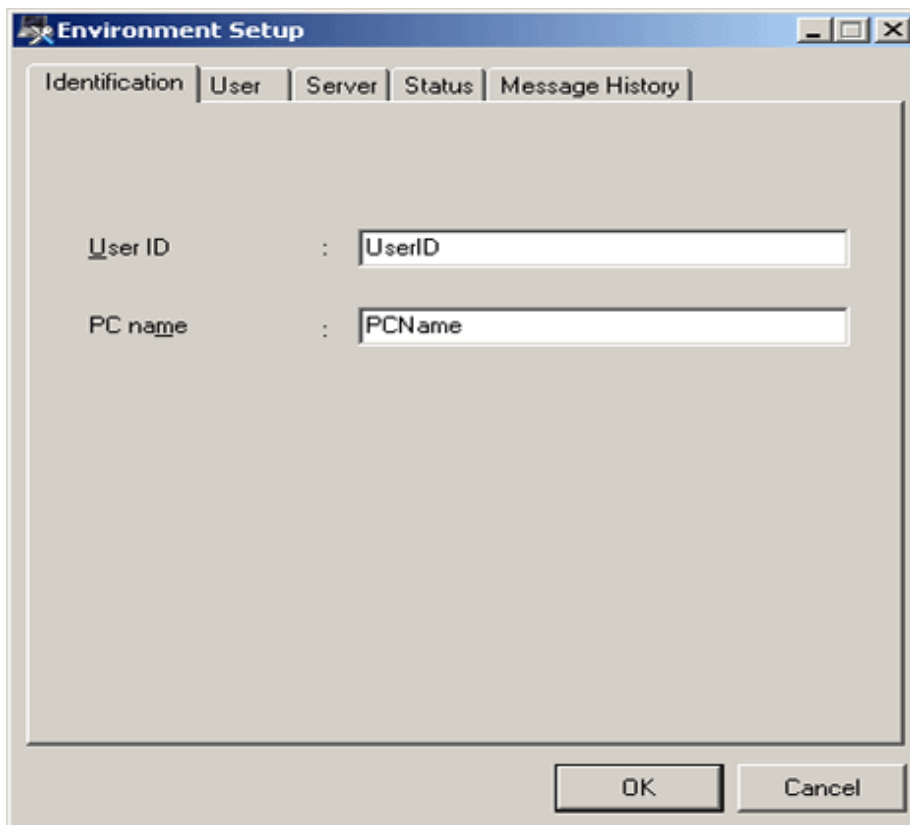 Environment Setup
Identification User Server Status Message History
User ID : UserID
PC name : PCName
OK Cancel